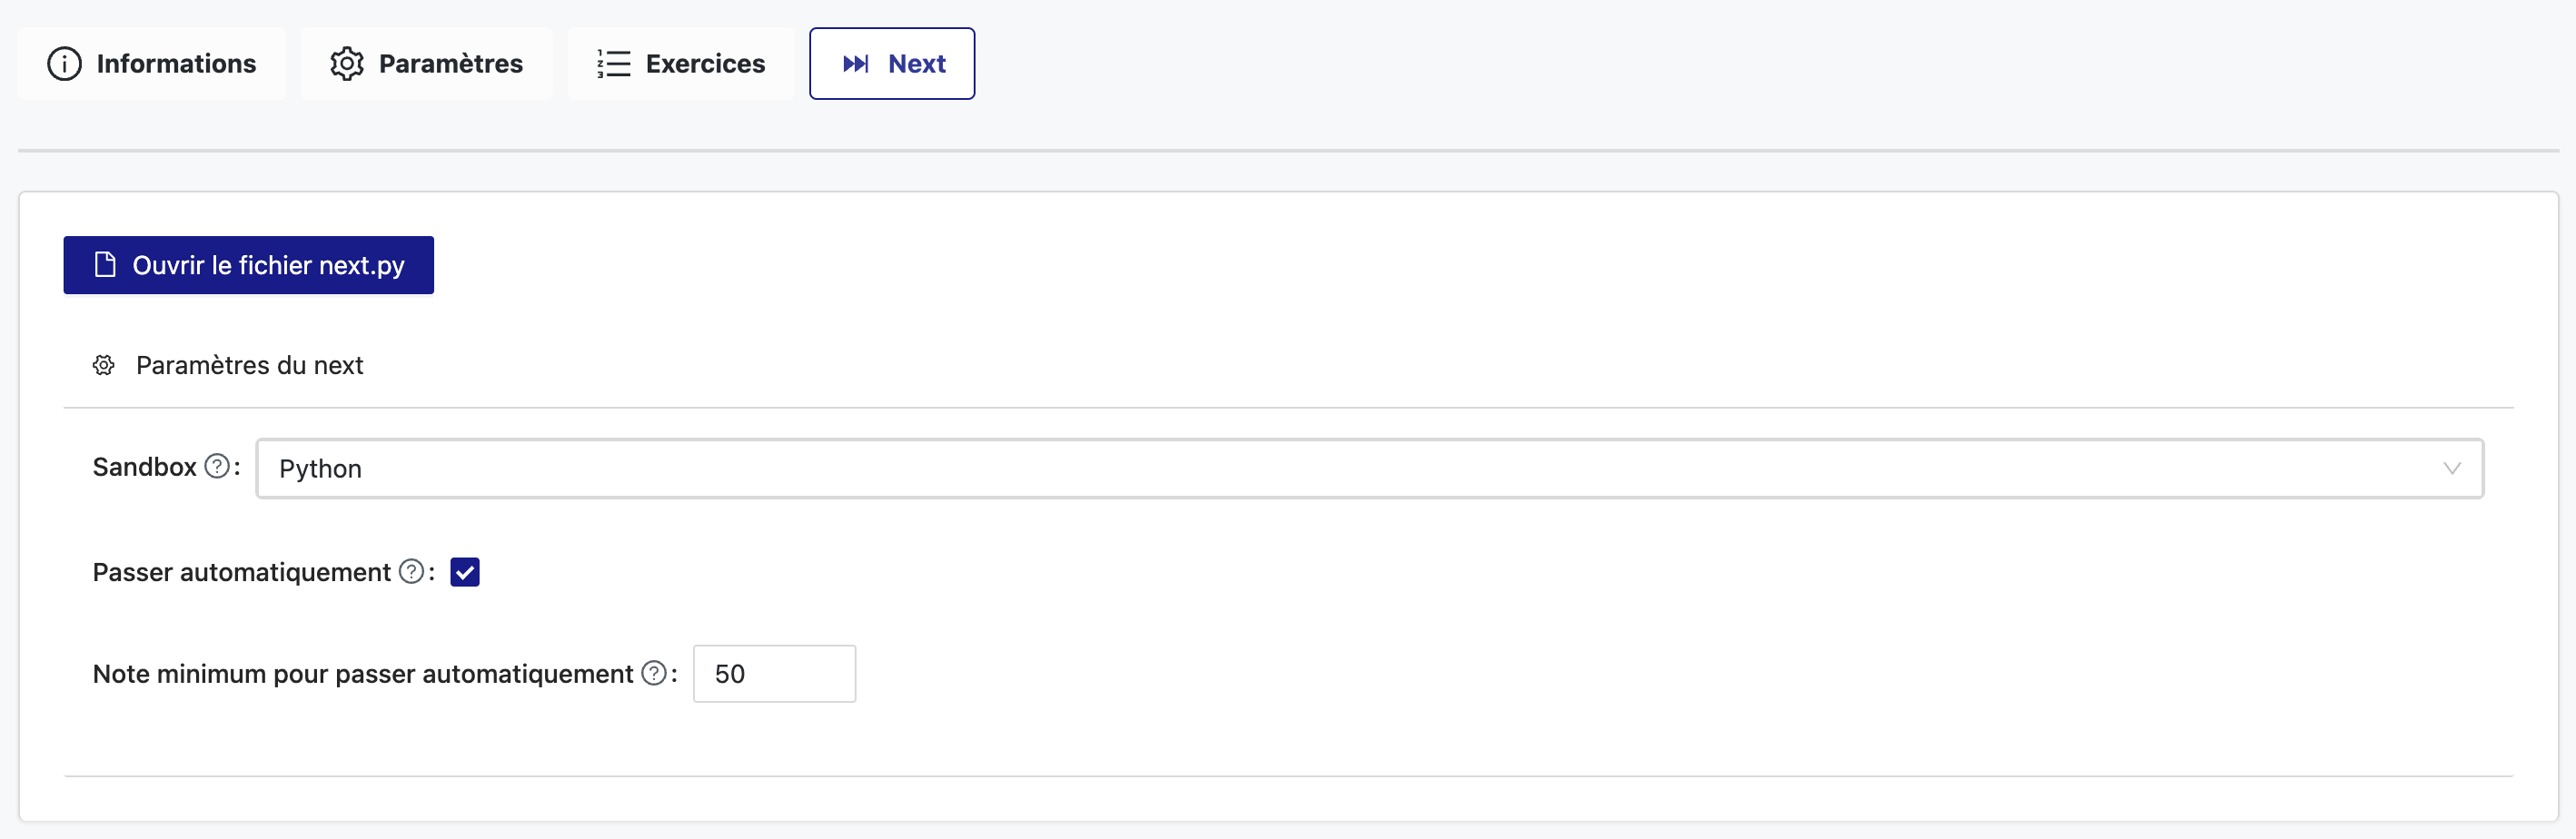 Informations Paramètres Exercices Next
Ouvrir le fichier next.py
Paramètres du next
Sandbox ? : Python
Passer automatiquement ? :
Note minimum pour passer automatiquement ? : 50